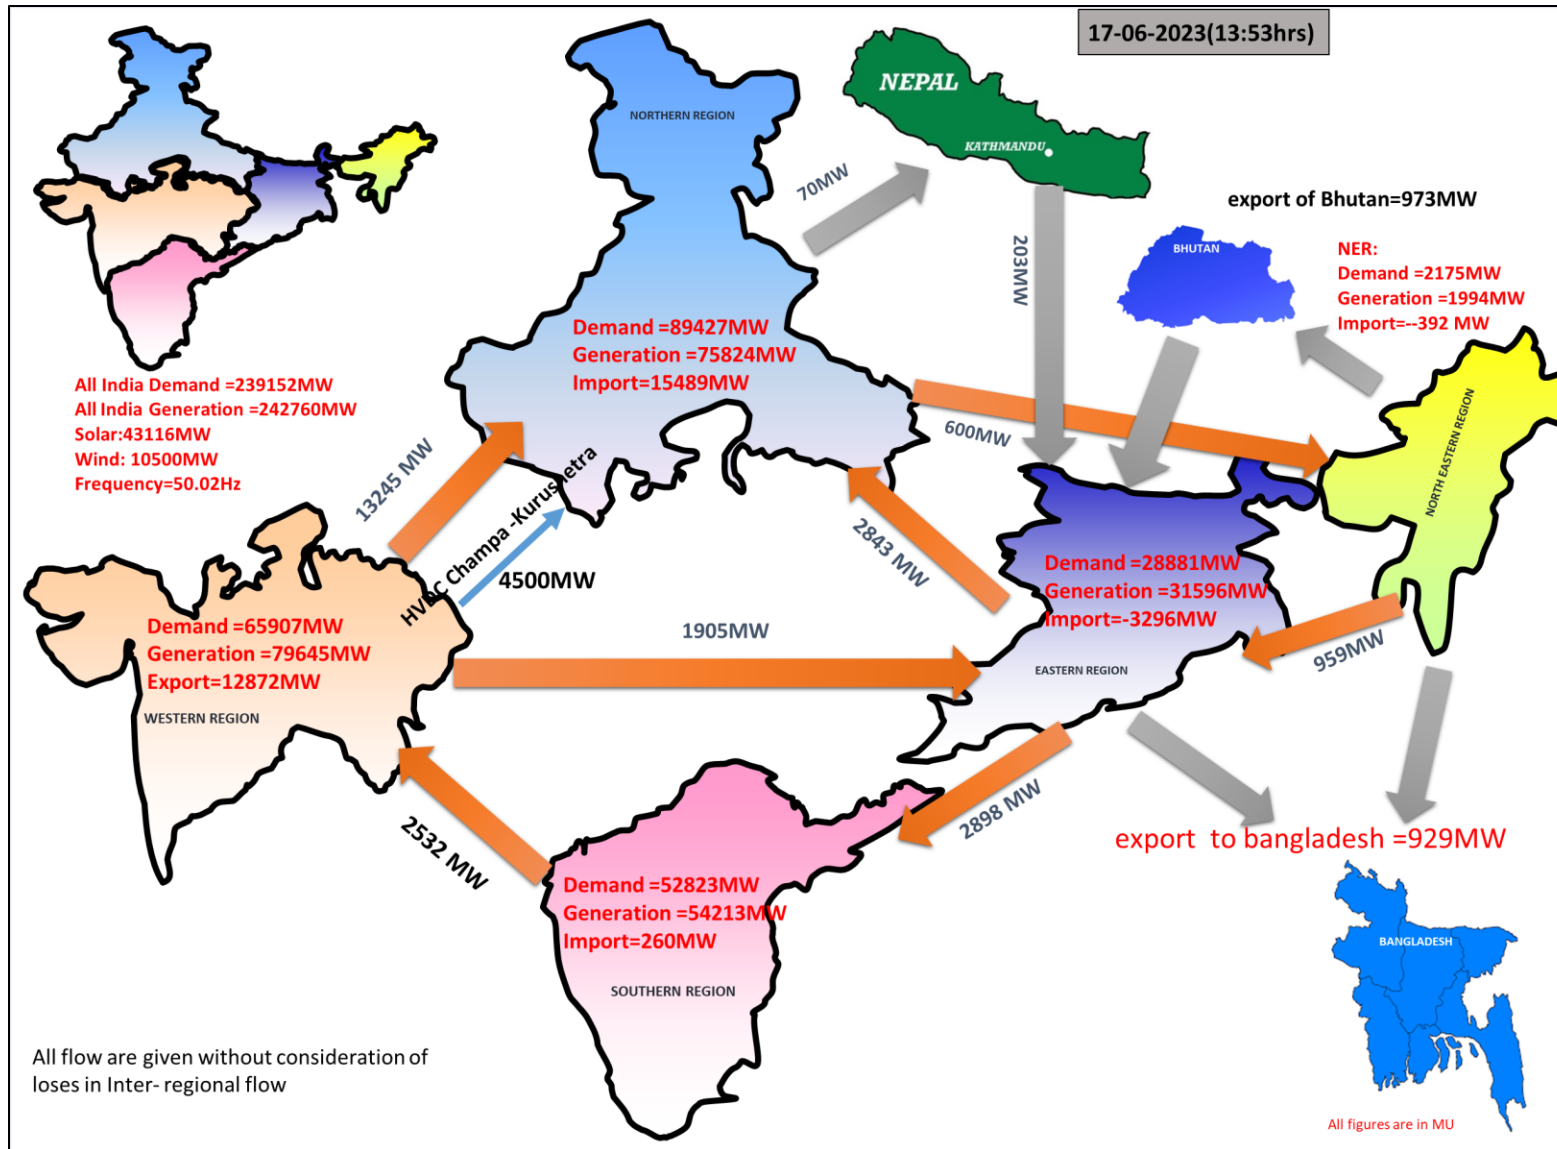 17-06-2023(13:53hrs)
NEPAL
KATHMANDU
NORTHERN REGION
70MW
203MW
export of Bhutan=973MW
BHUTAN
NER:
Demand =2175MW
Generation =1994MW
Import=--392 MW
Demand =89427MW
Generation =75824MW
Import=15489MW
All India Demand =239152MW
All India Generation =242760MW
Solar:43116MW
Wind: 10500MW
Frequency=50.02Hz
600MW
NORTH EASTERN REGION
13245 MW
HVDC Champa -Kurushetra
4500MW
2843 MW
Demand=28881MW
Generation =31596MW
Import=-3296MW
EASTERN REGION
959MW
1905MW
Demand =65907MW
Generation =79645MW
Export=12872MW
WESTERN REGION
2532 MW
2898 MW
export  to bangladesh =929MW
Demand =52823MW
Generation =54213MW
Import=260MW
SOUTHERN REGION
BANGLADESH
All flow are given without consideration of
loses in Inter- regional flow
All figures are in MU